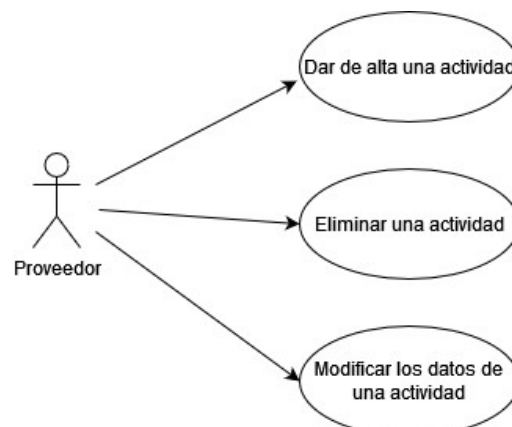 Dar de alta una actividad
Eliminar una actividad
Proveedor
Modificar los datos de
una actividad